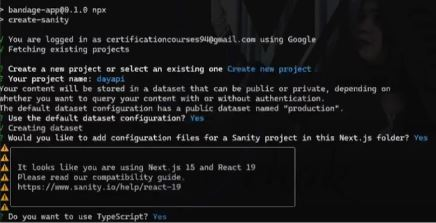 > bandage-app@0.1.0 npx
> create-sanity
√ You are logged in as certificationcourses94@gmail.com using Google
√ Fetching existing projects
? Create a new project or select an existing one Create new project
? Your project name: dayapi
Your content will be stored in a dataset that can be public or private, depending on
whether you want to query your content with or without authentication.
The default dataset configuration has a public dataset named "production".
? Use the default dataset configuration? Yes
√ Creating dataset
? Would you like to add configuration files for a Sanity project in this Next.js folder? Yes
It looks like you are using Next.js 15 and React 19
Please read our compatibility guide.
https://www.sanity.io/help/react-19
? Do you want to use TypeScript? Yes